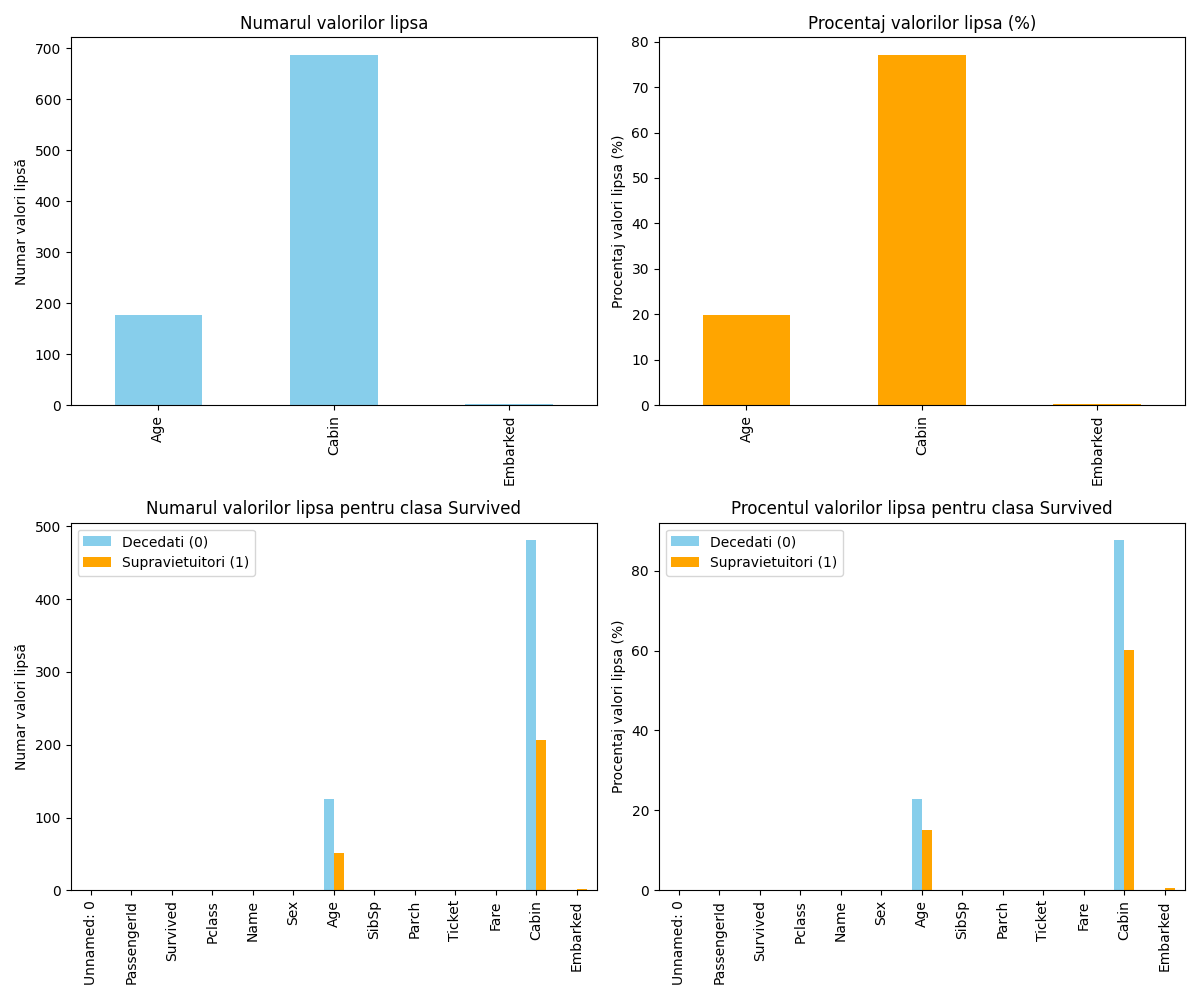 Numarul valorilor lipsa
Numar valori lipsă
700
600
500
400
300
200
100
0
Age
Cabin
Embarked
Procentaj valorilor lipsa (%)
Procentaj valori lipsa (%)
80
70
60
50
40
30
20
10
0
Age
Cabin
Embarked
Numarul valorilor lipsa pentru clasa Survived
Decedati (0)
Supravietuitori (1)
Numar valori lipsă
500
400
300
200
100
0
Unnamed: 0
PassengerId
Survived
Pclass
Name
Sex
Age
SibSp
Parch
Ticket
Fare
Cabin
Embarked
Procentul valorilor lipsa pentru clasa Survived
Decedati (0)
Supravietuitori (1)
Procentaj valori lipsa (%)
80
60
40
20
0
Unnamed: 0
PassengerId
Survived
Pclass
Name
Sex
Age
SibSp
Parch
Ticket
Fare
Cabin
Embarked